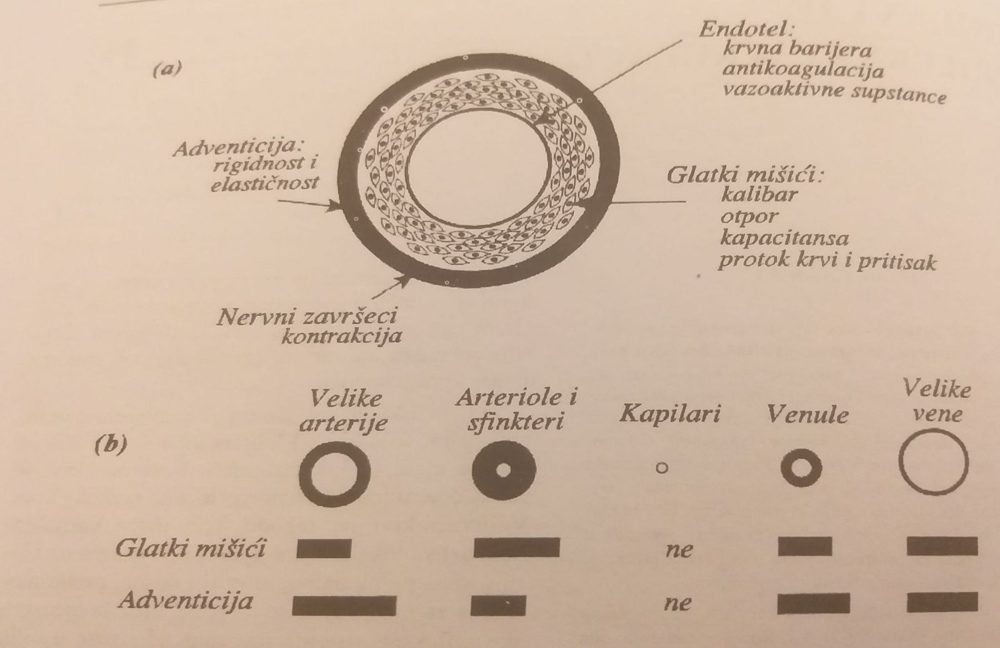 (a)
Endotel:
krvna barijera
antikoagulacija
vazoaktivne supstance
Adventicija:
rigidnost i
elastičnost
Glatki mišići:
kalibar
otpor
kapacitansa
protok krvi i pritisak
Nervni završeci
kontrakcija
(b)
Velike
arterije
Arteriole i
sfinkteri
Kapilari
Venule
Velike
vene
Glatki mišići
ne
Adventicija
ne